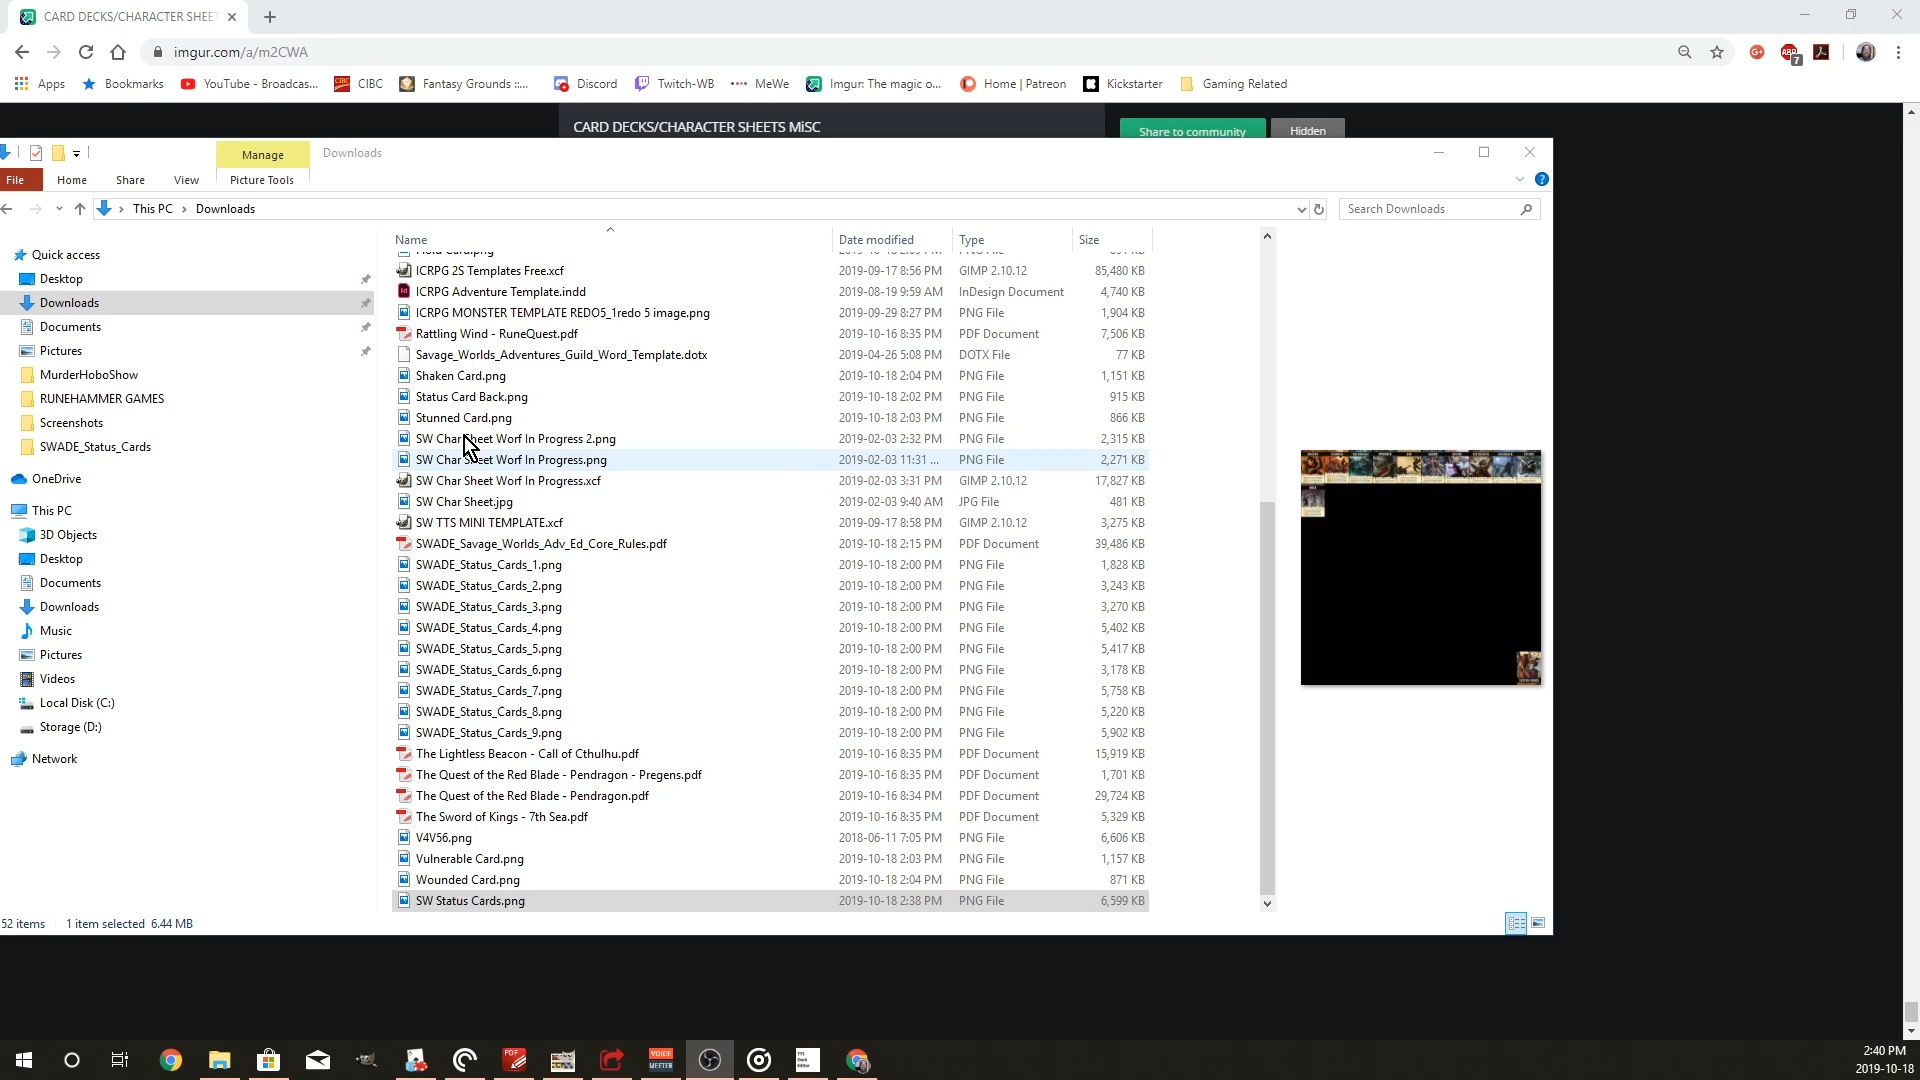 CARD DECKS/CHARACTER SHEET
imgur.com/a/m2CWA
7
Apps Bookmarks YouTube - Broadcas... CIBC Fantasy Grounds ::... Discord Twitch-WB MeWe Imgur: The magic o... Home | Patreon Kickstarter Gaming Related
CARD DECKS/CHARACTER SHEETS MiSC
Share to community Hidden
Manage Downloads
File Home Share View Picture Tools
This PC Downloads Search Downloads
Name Date modified Type Size
ICRPG 2S Templates Free.xcf 2019-09-17 8:56 PM GIMP 2.10.12 85,480 KB
ICRPG Adventure Template.indd 2019-08-19 9:59 AM InDesign Document 4,740 KB
ICRPG MONSTER TEMPLATE REDO5_1redo 5 image.png 2019-09-29 8:27 PM PNG File 1,904 KB
Rattling Wind - RuneQuest.pdf 2019-10-16 8:35 PM PDF Document 7,506 KB
Savage_Worlds_Adventures_Guild_Word_Template.dotx 2019-04-26 5:08 PM DOTX File 77 KB
Shaken Card.png 2019-10-18 2:04 PM PNG File 1,151 KB
Status Card Back.png 2019-10-18 2:02 PM PNG File 915 KB
Stunned Card.png 2019-10-18 2:03 PM PNG File 866 KB
SW Char Sheet Worf In Progress 2.png 2019-02-03 2:32 PM PNG File 2,315 KB
SW Char Sheet Worf In Progress.png 2019-02-03 11:31 ... PNG File 2,271 KB
SW Char Sheet Worf In Progress.xcf 2019-02-03 3:31 PM GIMP 2.10.12 17,827 KB
SW Char Sheet.jpg 2019-02-03 9:40 AM JPG File 481 KB
SW TTS MINI TEMPLATE.xcf 2019-09-17 8:58 PM GIMP 2.10.12 3,275 KB
SWADE_Savage_Worlds_Adv_Ed_Core_Rules.pdf 2019-10-18 2:15 PM PDF Document 39,486 KB
SWADE_Status_Cards_1.png 2019-10-18 2:00 PM PNG File 1,828 KB
SWADE_Status_Cards_2.png 2019-10-18 2:00 PM PNG File 3,243 KB
SWADE_Status_Cards_3.png 2019-10-18 2:00 PM PNG File 3,270 KB
SWADE_Status_Cards_4.png 2019-10-18 2:00 PM PNG File 5,402 KB
SWADE_Status_Cards_5.png 2019-10-18 2:00 PM PNG File 5,417 KB
SWADE_Status_Cards_6.png 2019-10-18 2:00 PM PNG File 3,178 KB
SWADE_Status_Cards_7.png 2019-10-18 2:00 PM PNG File 5,758 KB
SWADE_Status_Cards_8.png 2019-10-18 2:00 PM PNG File 5,220 KB
SWADE_Status_Cards_9.png 2019-10-18 2:00 PM PNG File 5,902 KB
The Lightless Beacon - Call of Cthulhu.pdf 2019-10-16 8:35 PM PDF Document 15,919 KB
The Quest of the Red Blade - Pendragon - Pregens.pdf 2019-10-16 8:35 PM PDF Document 1,701 KB
The Quest of the Red Blade - Pendragon.pdf 2019-10-16 8:34 PM PDF Document 29,724 KB
The Sword of Kings - 7th Sea.pdf 2019-10-16 8:35 PM PDF Document 5,329 KB
V4V56.png 2018-06-11 7:05 PM PNG File 6,606 KB
Vulnerable Card.png 2019-10-18 2:03 PM PNG File 1,157 KB
Wounded Card.png 2019-10-18 2:04 PM PNG File 871 KB
SW Status Cards.png 2019-10-18 2:38 PM PNG File 6,599 KB
Quick access
Desktop
Downloads
Documents
Pictures
MurderHoboShow
RUNEHAMMER GAMES
Screenshots
SWADE_Status_Cards
OneDrive
This PC
3D Objects
Desktop
Documents
Downloads
Music
Pictures
Videos
Local Disk (C:)
Storage (D:)
Network
52 items 1 item selected 6.44 MB
PDF
VOICE
MEETER
TTS
Deck
Editor
2:40 PM
2019-10-18